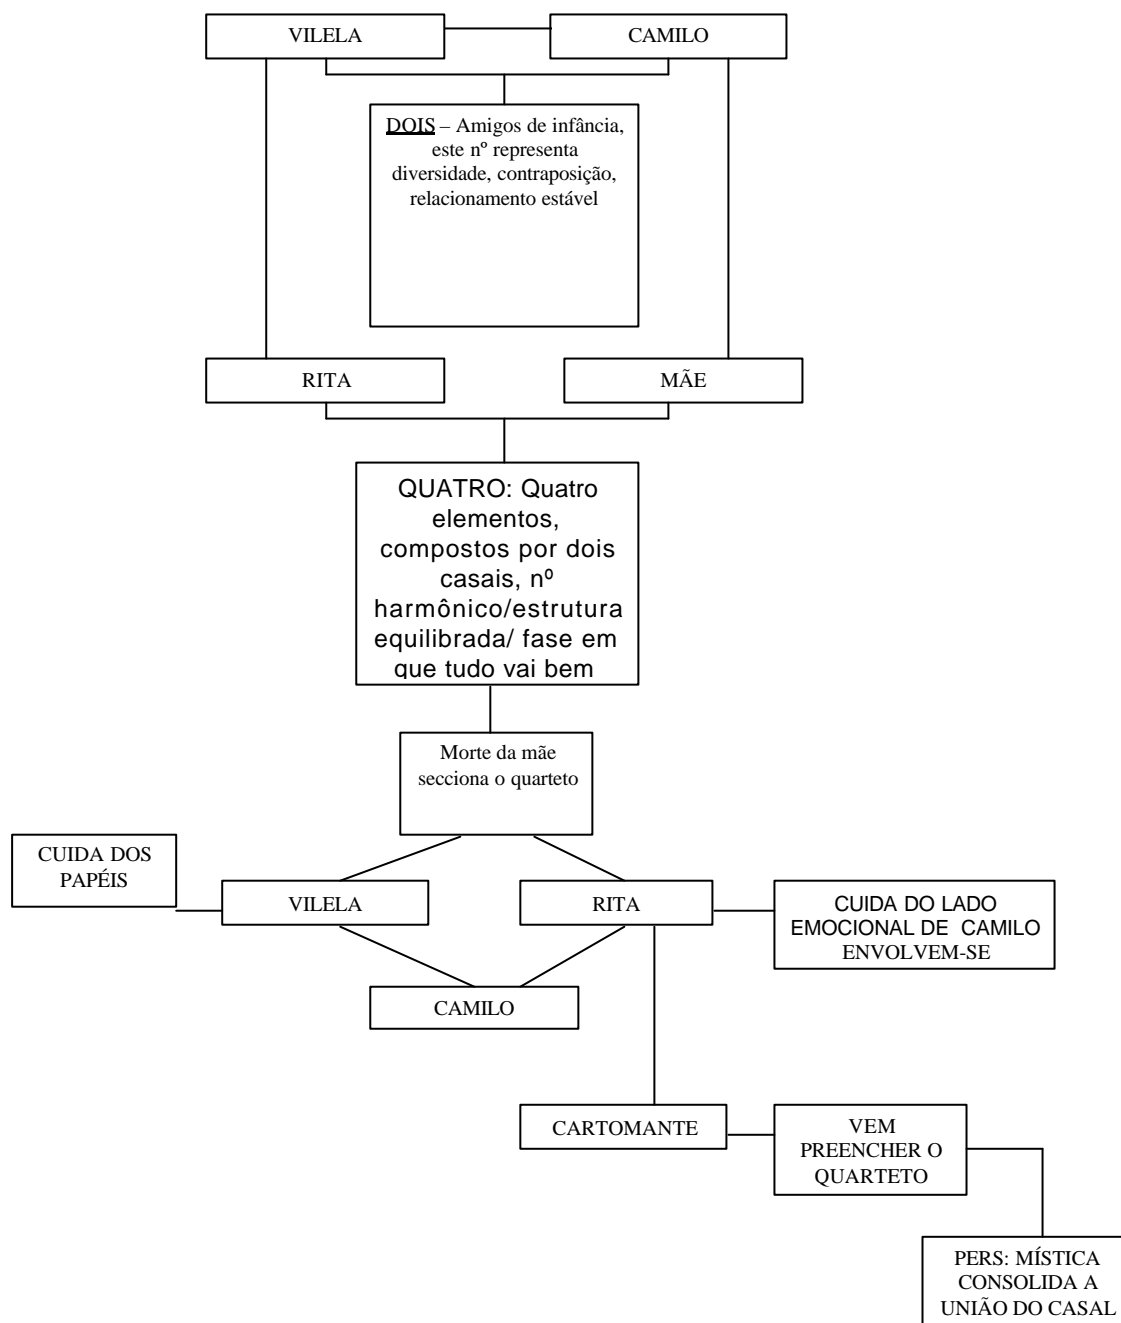 VILELA
CAMILO
DOIS – Amigos de infância,
este nº representa
diversidade, contraposição,
relacionamento estável
RITA
MÃE
QUATRO: Quatro
elementos,
compostos por dois
casais, nº
harmônico/estrutura
equilibrada/ fase em
que tudo vai bem
Morte da mãe
secciona o quarteto
CUIDA DOS
PAPÉIS
VILELA
RITA
CUIDA DO LADO
EMOCIONAL DE CAMILO
ENVOLVEM-SE
CAMILO
CARTOMANTE
VEM
PREENCHER O
QUARTETO
PERS: MÍSTICA
CONSOLIDA A
UNIÃO DO CASAL